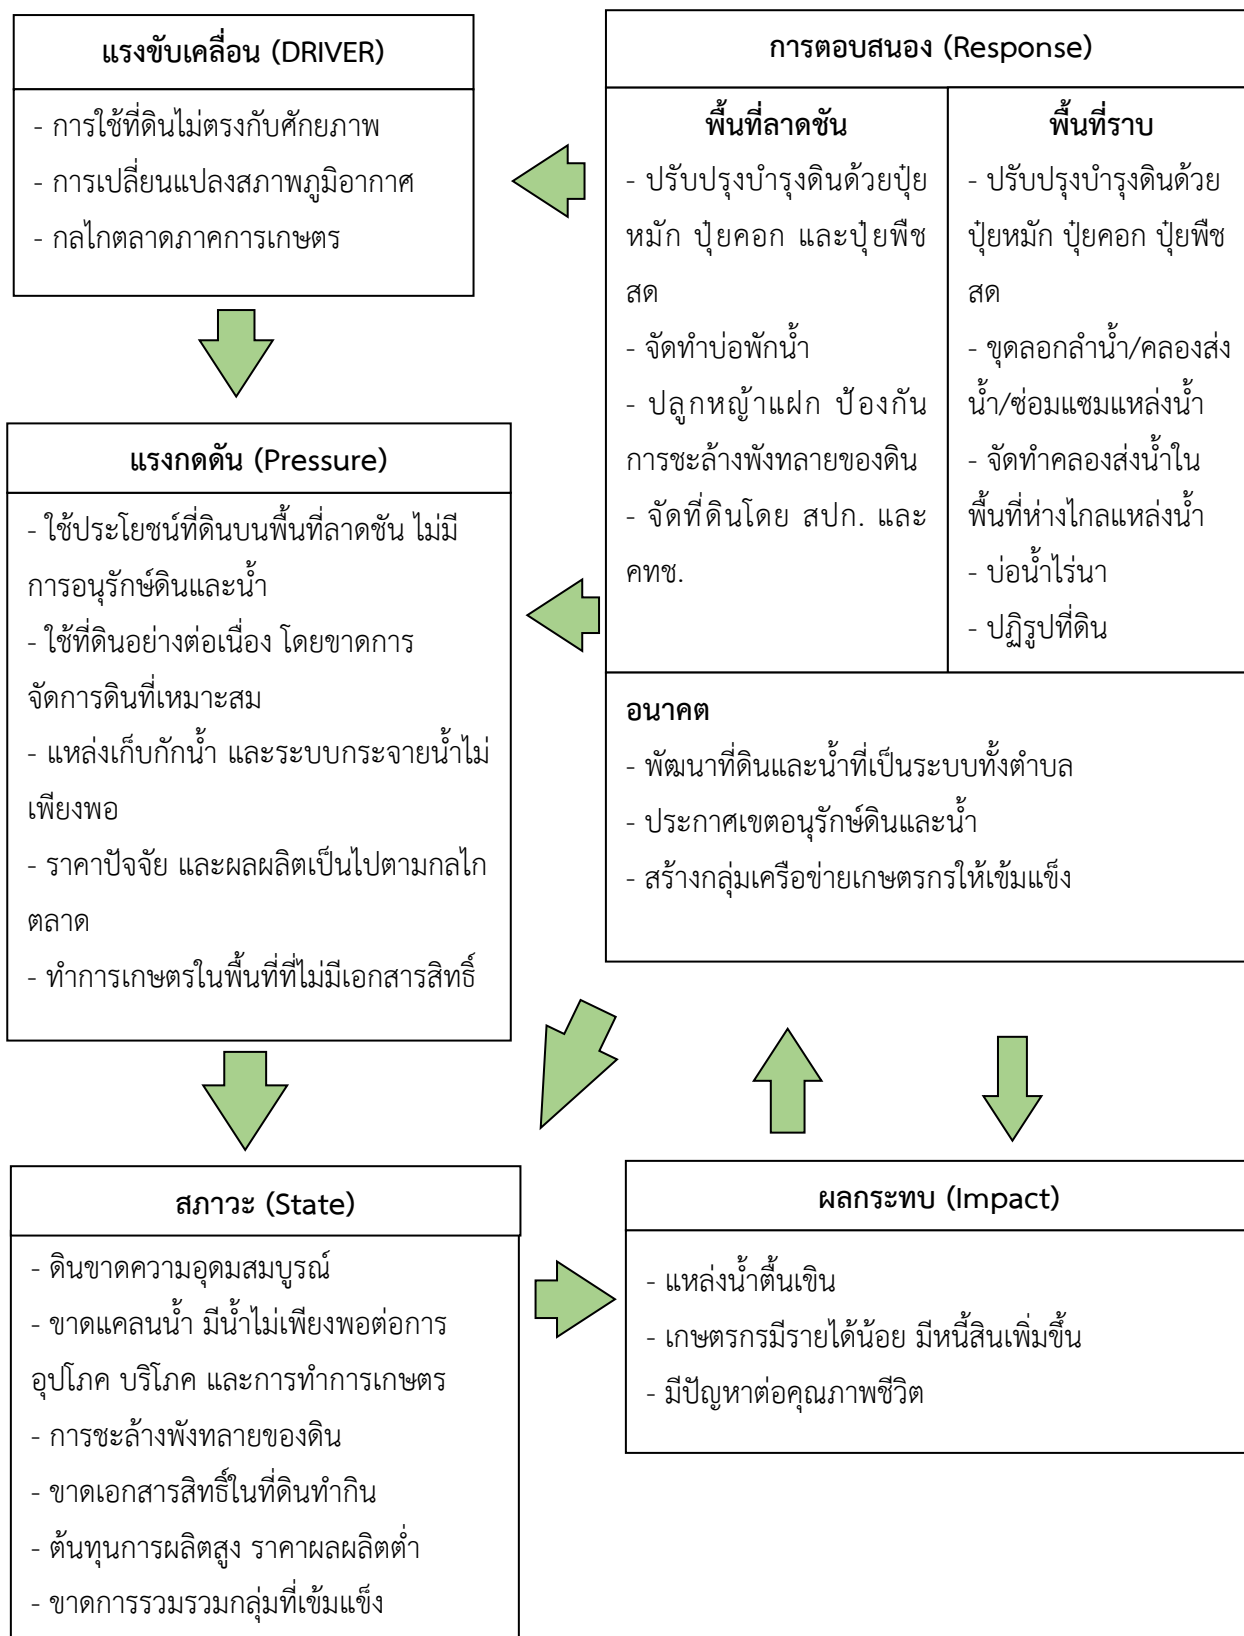 แรงขับเคลื่อน (DRIVER)
- การใช้ที่ดินไม่ตรงกับศักยภาพ
- การเปลี่ยนแปลงสภาพภูมิอากาศ
- กลไกตลาดภาคการเกษตร
การตอบสนอง (Response)
พื้นที่ลาดชัน
- ปรับปรุงบำรุงดินด้วยปุ๋ย
หมัก ปุ๋ยคอก และปุ๋ยพืช
สด
- จัดทำบ่อพักน้ำ
- ปลูกหญ้าแฝก ป้องกัน
การชะล้างพังทลายของดิน
- จัดที่ดินโดย สปก. และ
คทช.
พื้นที่ราบ
- ปรับปรุงบำรุงดินด้วย
ปุ๋ยหมัก ปุ๋ยคอก ปุ๋ยพืช
สด
- ขุดลอกลำน้ำ/คลองส่ง
น้ำ/ซ่อมแซมแหล่งน้ำ
- จัดทำคลองส่งน้ำใน
พื้นที่ห่างไกลแหล่งน้ำ
- บ่อน้ำไร่นา
- ปฏิรูปที่ดิน
อนาคต
- พัฒนาที่ดินและน้ำที่เป็นระบบทั้งตำบล
- ประกาศเขตอนุรักษ์ดินและน้ำ
- สร้างกลุ่มเครือข่ายเกษตรกรให้เข้มแข็ง
แรงกดดัน (Pressure)
- ใช้ประโยชน์ที่ดินบนพื้นที่ลาดชัน ไม่มี
การอนุรักษ์ดินและน้ำ
- ใช้ที่ดินอย่างต่อเนื่อง โดยขาดการ
จัดการดินที่เหมาะสม
- แหล่งเก็บกักน้ำ และระบบกระจายน้ำไม่
เพียงพอ
- ราคาปัจจัย และผลผลิตเป็นไปตามกลไก
ตลาด
- ทำการเกษตรในพื้นที่ที่ไม่มีเอกสารสิทธิ์
สภาวะ (State)
- ดินขาดความอุดมสมบูรณ์
- ขาดแคลนน้ำ มีน้ำไม่เพียงพอต่อการ
อุปโภค บริโภค และการทำการเกษตร
- การชะล้างพังทลายของดิน
- ขาดเอกสารสิทธิ์ในที่ดินทำกิน
- ต้นทุนการผลิตสูง ราคาผลผลิตต่ำ
- ขาดการรวมรวมกลุ่มที่เข้มแข็ง
ผลกระทบ (Impact)
- แหล่งน้ำตื้นเขิน
- เกษตรกรมีรายได้น้อย มีหนี้สินเพิ่มขึ้น
- มีปัญหาต่อคุณภาพชีวิต